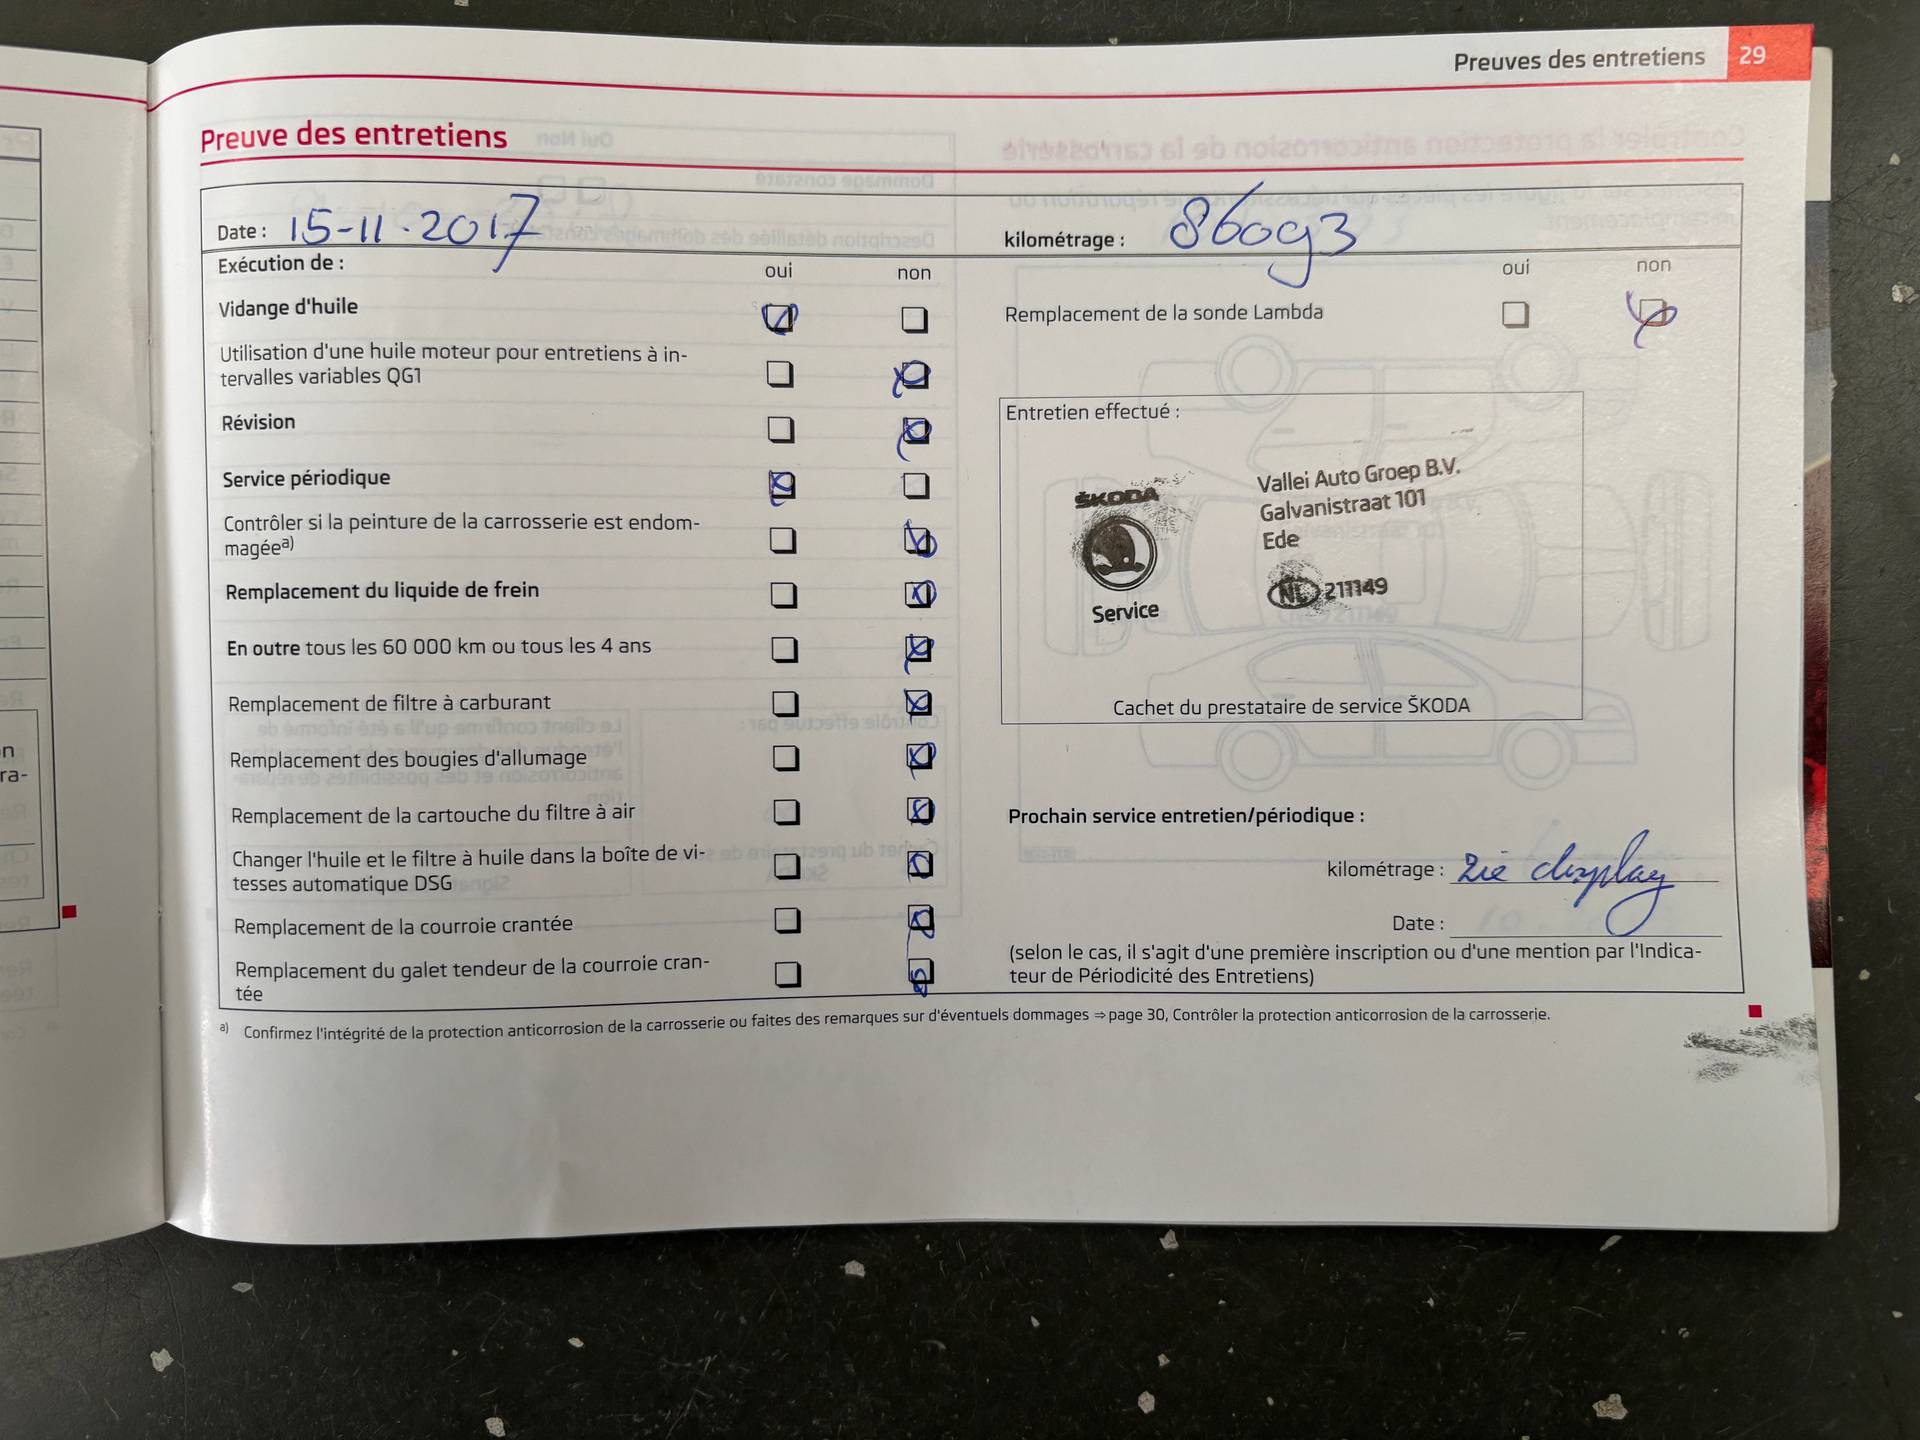 Preuves des entretiens 29
Preuve des entretiens
Date : 15-11-2017
kilométrage : 86093
Exécution de :
oui non
Vidange d'huile
Utilisation d'une huile moteur pour entretiens à in-
tervalles variables QG1
Révision
Service périodique
Contrôler si la peinture de la carrosserie est endom-
magéea)
Remplacement du liquide de frein
En outre tous les 60 000 km ou tous les 4 ans
Remplacement de filtre à carburant
Remplacement des bougies d'allumage
Remplacement de la cartouche du filtre à air
Changer l'huile et le filtre à huile dans la boîte de vi-
tesses automatique DSG
Remplacement de la courroie crantée
Remplacement du galet tendeur de la courroie cran-
tée
oui non
Remplacement de la sonde Lambda
Entretien effectué :
ŠKODA
Service
Vallei Auto Groep B.V.
Galvanistraat 101
Ede
NL 211149
Cachet du prestataire de service ŠKODA
Prochain service entretien/périodique :
kilométrage : zie display
Date :
(selon le cas, il s'agit d'une première inscription ou d'une mention par l'Indica-
teur de Périodicité des Entretiens)
a) Confirmez l'intégrité de la protection anticorrosion de la carrosserie ou faites des remarques sur d'éventuels dommages ⇒ page 30, Contrôler la protection anticorrosion de la carrosserie.
n
ra-